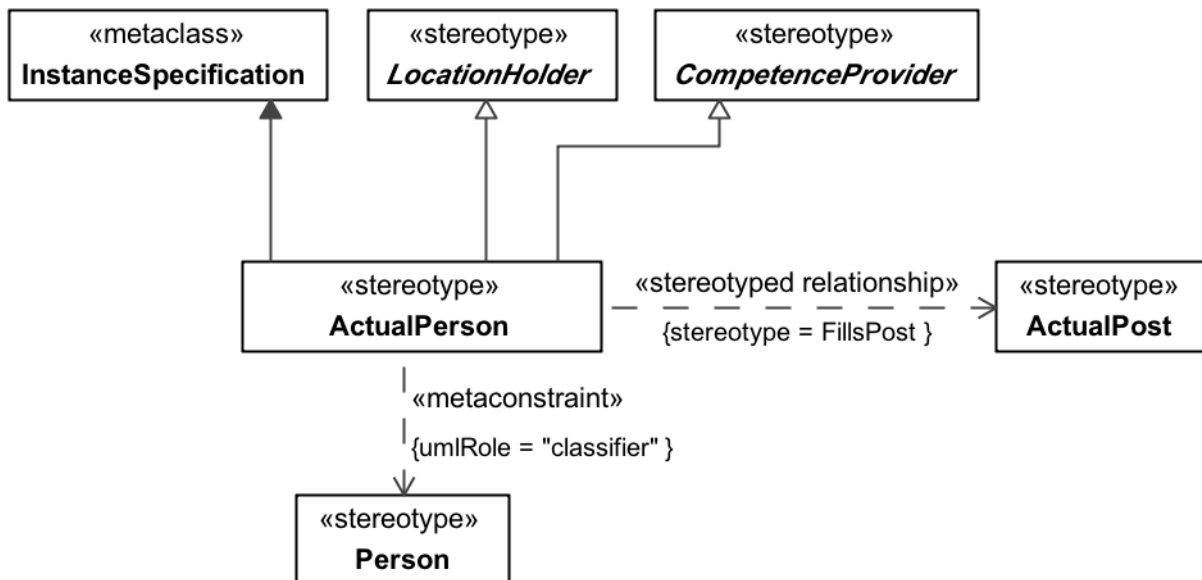 «metaclass»
InstanceSpecification
«stereotype»
LocationHolder
«stereotype»
CompetenceProvider
«stereotype»
ActualPerson
«stereotyped relationship»
{stereotype = FillsPost }
«stereotype»
ActualPost
«metaconstraint»
{umlRole = "classifier" }
«stereotype»
Person